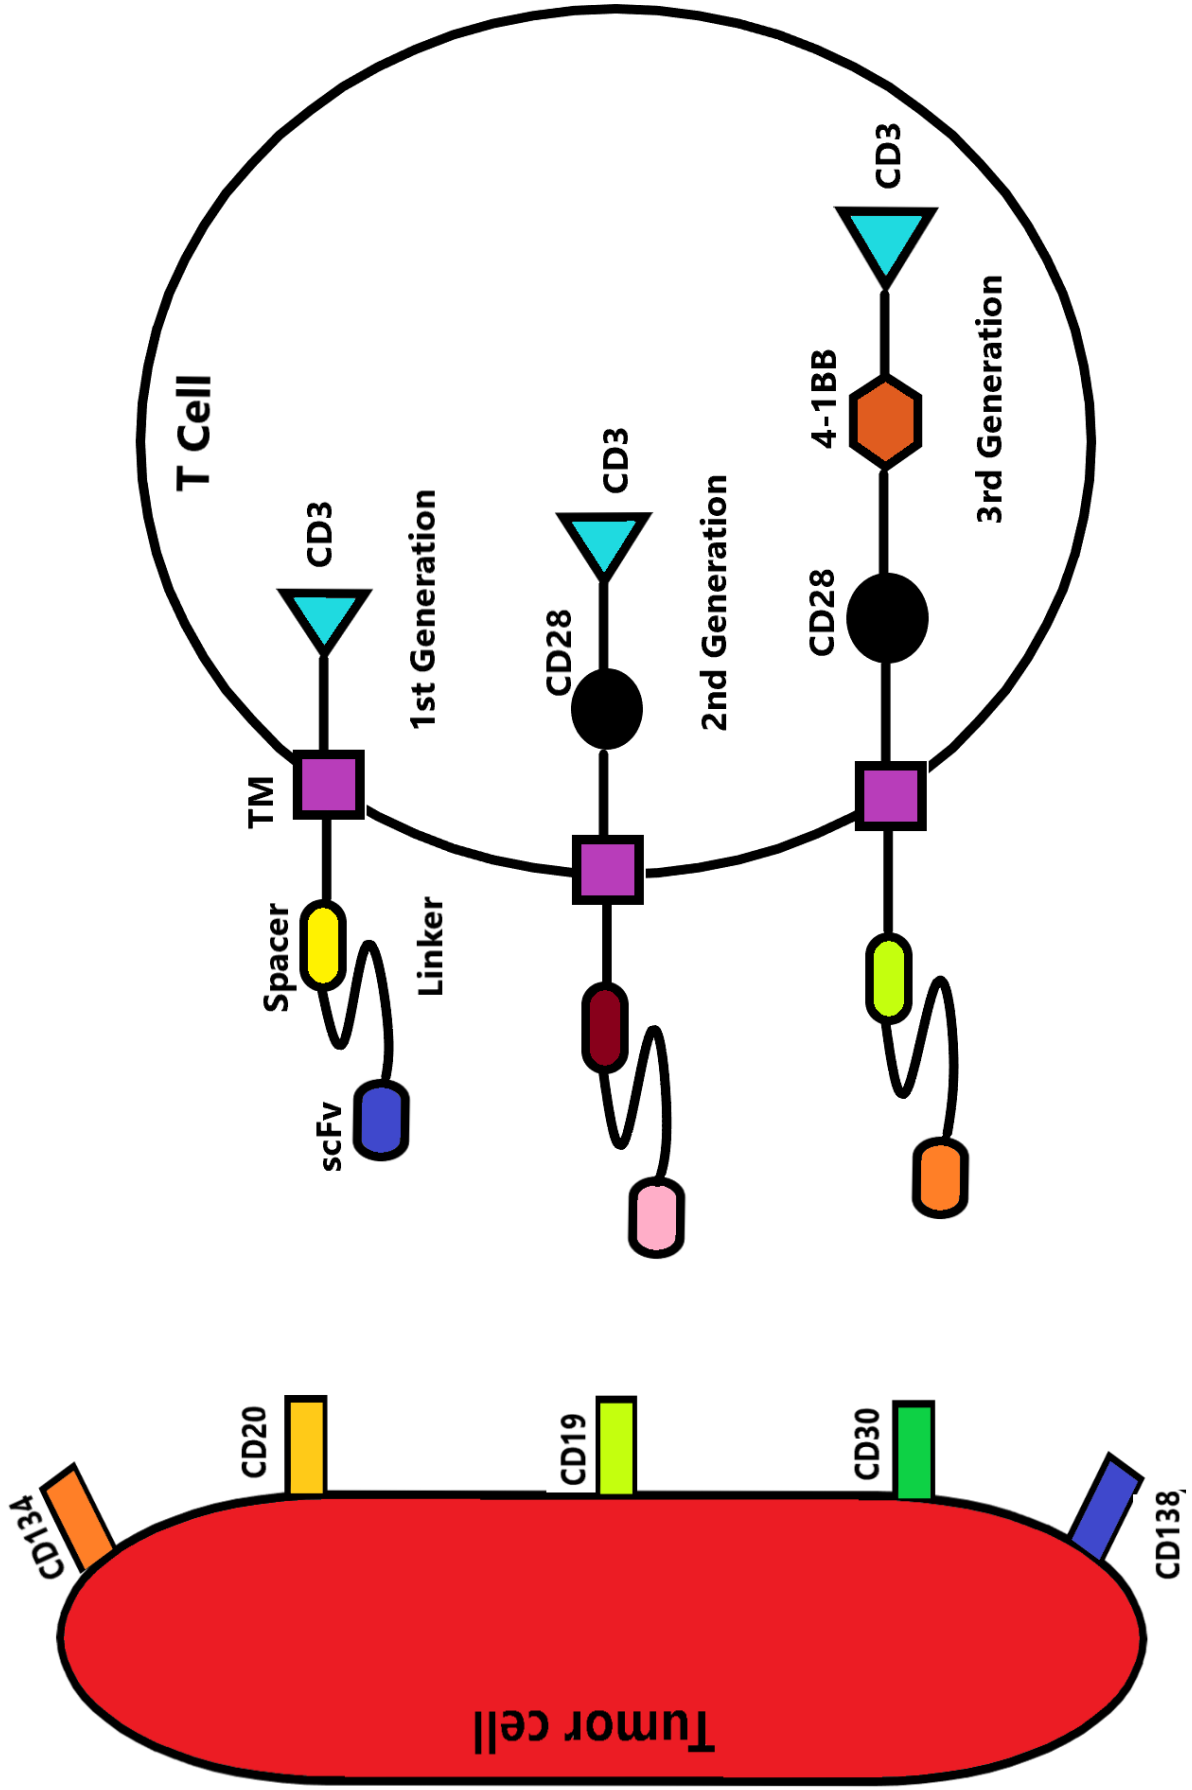 T Cell
CD3
1st Generation
TM
Spacer
Linker
scFv
CD3
CD28
2nd Generation
CD3
4-1BB
CD28
3rd Generation
CD134
CD20
CD19
CD30
CD138
Tumor cell